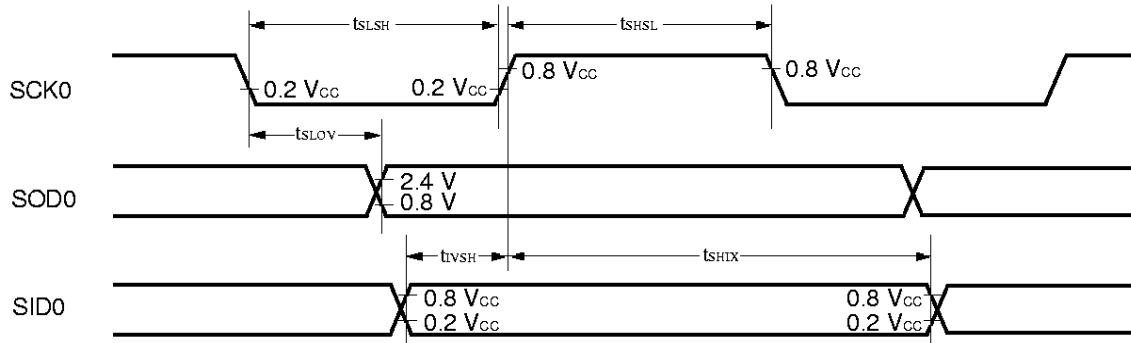 tSLSH
tSHSL
SCK0
0.2 VCC
0.2 VCC
0.8 VCC
0.8 VCC
tSLOV
SOD0
2.4 V
0.8 V
tIVSH
tSHIX
SID0
0.8 VCC
0.2 VCC
0.8 VCC
0.2 VCC